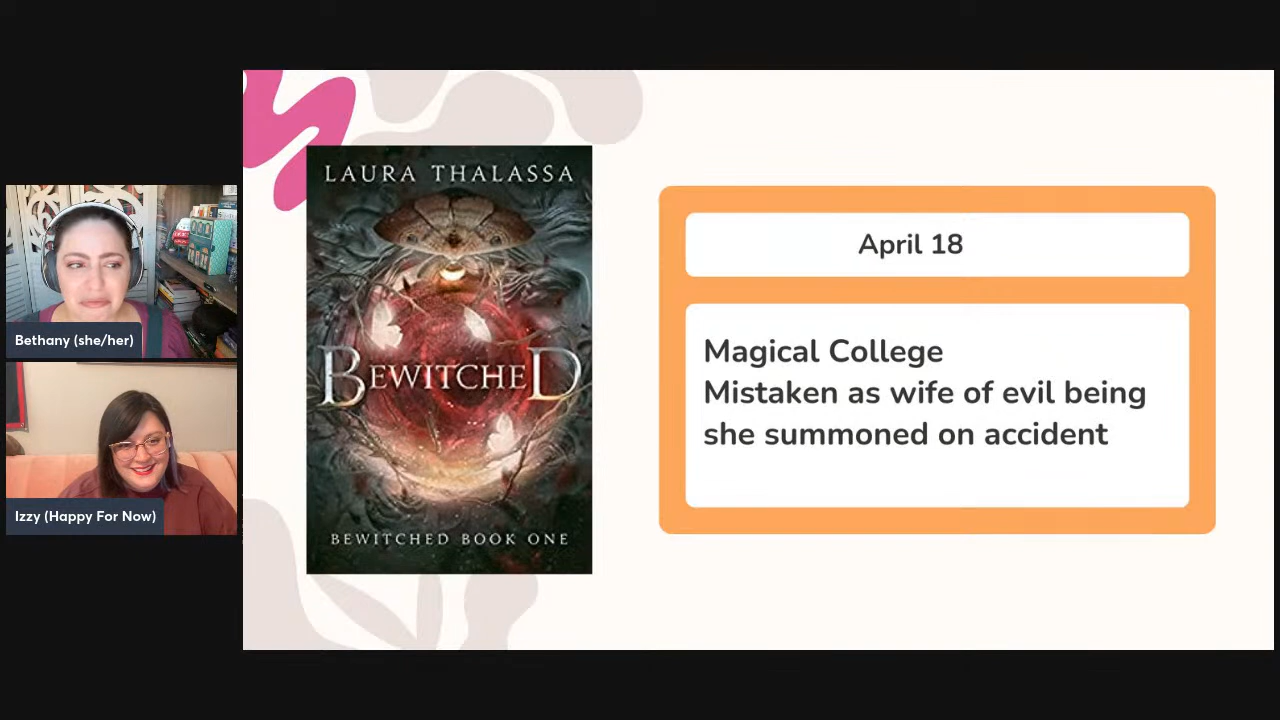 LAURA THALASSA
BEWITCHED
BEWITCHED BOOK ONE
April 18
Magical College
Mistaken as wife of evil being
she summoned on accident
Bethany (she/her)
Izzy (Happy For Now)